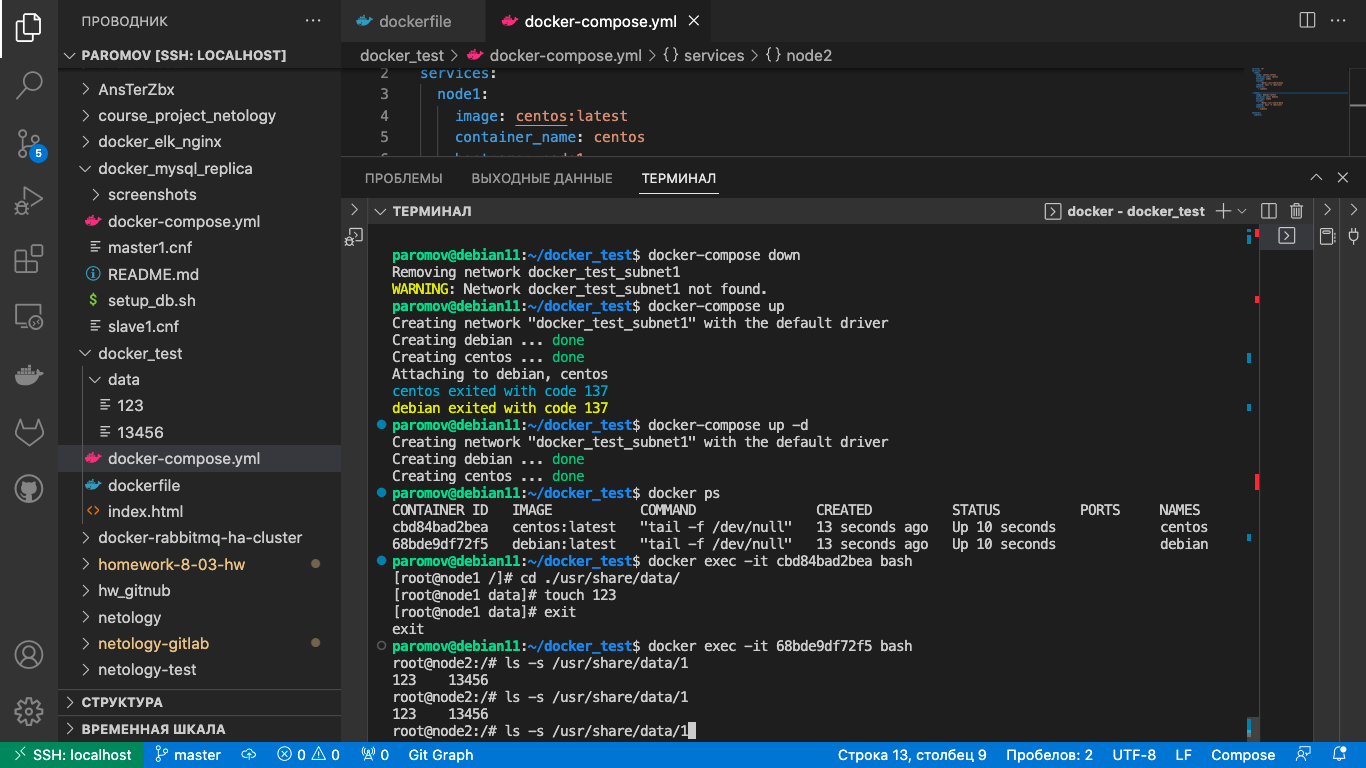 ПРОВОДНИК
PAROMOV [SSH: LOCALHOST]
AnsTerZbx
course_project_netology
docker_elk_nginx
docker_mysql_replica
screenshots
docker-compose.yml
master1.cnf
README.md
setup_db.sh
slave1.cnf
docker_test
data
123
13456
docker-compose.yml
dockerfile
index.html
docker-rabbitmq-ha-cluster
homework-8-03-hw
hw_gitnub
netology
netology-gitlab
netology-test
СТРУКТУРА
ВРЕМЕННАЯ ШКАЛА
5
dockerfile
docker-compose.yml
docker_test > docker-compose.yml > {} services > {} node2
2 services:
3 node1:
4 image: centos:latest
5 container_name: centos
ПРОБЛЕМЫ ВЫХОДНЫЕ ДАННЫЕ ТЕРМИНАЛ
ТЕРМИНАЛ
docker - docker_test
paromov@debian11:~/docker_test$ docker-compose down
Removing network docker_test_subnet1
WARNING: Network docker_test_subnet1 not found.
paromov@debian11:~/docker_test$ docker-compose up
Creating network "docker_test_subnet1" with the default driver
Creating debian ... done
Creating centos ... done
Attaching to debian, centos
centos exited with code 137
debian exited with code 137
paromov@debian11:~/docker_test$ docker-compose up -d
Creating network "docker_test_subnet1" with the default driver
Creating debian ... done
Creating centos ... done
paromov@debian11:~/docker_test$ docker ps
CONTAINER ID IMAGE COMMAND CREATED STATUS PORTS NAMES
cbd84bad2bea centos:latest "tail -f /dev/null" 13 seconds ago Up 10 seconds centos
68bde9df72f5 debian:latest "tail -f /dev/null" 13 seconds ago Up 10 seconds debian
paromov@debian11:~/docker_test$ docker exec -it cbd84bad2bea bash
[root@node1 /]# cd ./usr/share/data/
[root@node1 data]# touch 123
[root@node1 data]# exit
exit
paromov@debian11:~/docker_test$ docker exec -it 68bde9df72f5 bash
root@node2:/# ls -s /usr/share/data/1
123 13456
root@node2:/# ls -s /usr/share/data/1
123 13456
root@node2:/# ls -s /usr/share/data/1
SSH: localhost master 0 0 0 Git Graph Строка 13, столбец 9 Пробелов: 2 UTF-8 LF Compose